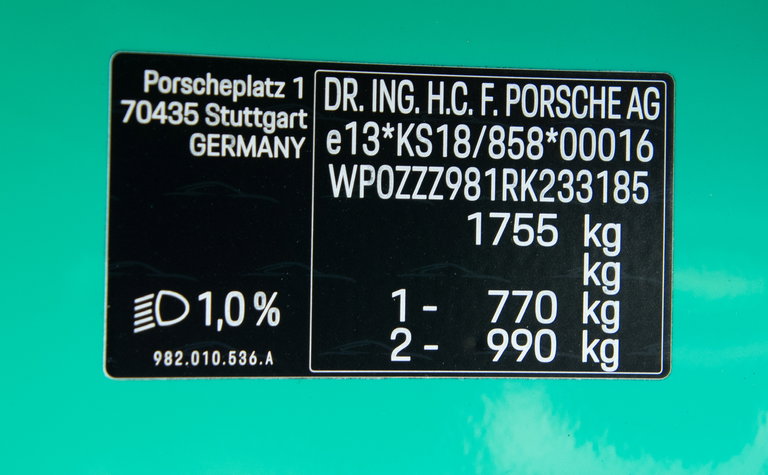 Porscheplatz 1
70435 Stuttgart
GERMANY
1,0 %
982.010.536.A
DR. ING. H.C. F. PORSCHE AG
e13*KS18/858*00016
WP0ZZZ981RK233185
1755 kg
kg
1 - 770 kg
2 - 990 kg